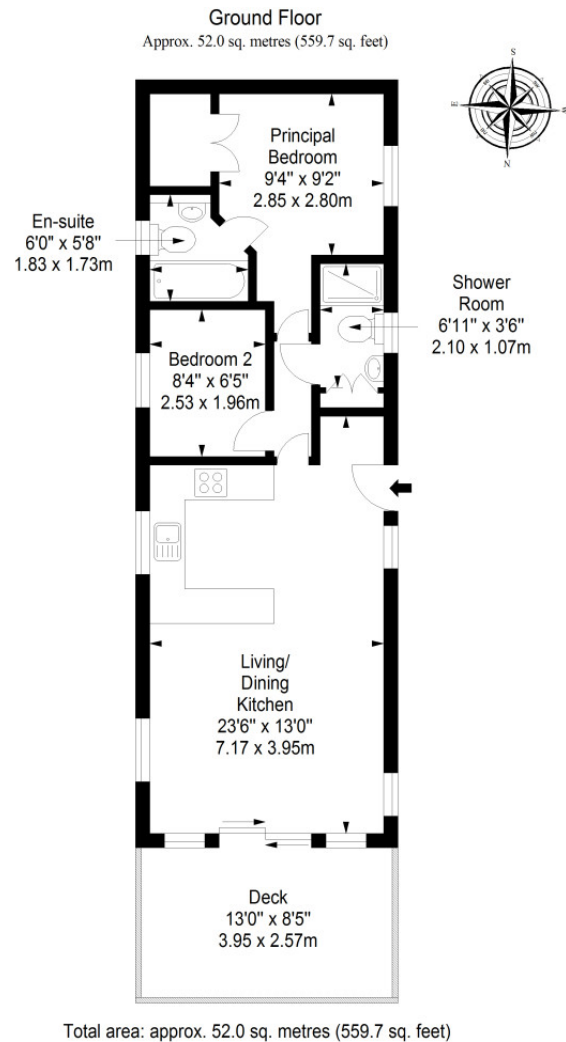 Ground Floor
Approx. 52.0 sq. metres (559.7 sq. feet)
S
N
Principal
Bedroom
9'4" x 9'2"
2.85 x 2.80m
En-suite
6'0" x 5'8"
1.83 x 1.73m
Shower
Room
6'11" x 3'6"
2.10 x 1.07m
Bedroom 2
8'4" x 6'5"
2.53 x 1.96m
Living/
Dining
Kitchen
23'6" x 13'0"
7.17 x 3.95m
Deck
13'0" x 8'5"
3.95 x 2.57m
Total area: approx. 52.0 sq. metres (559.7 sq. feet)